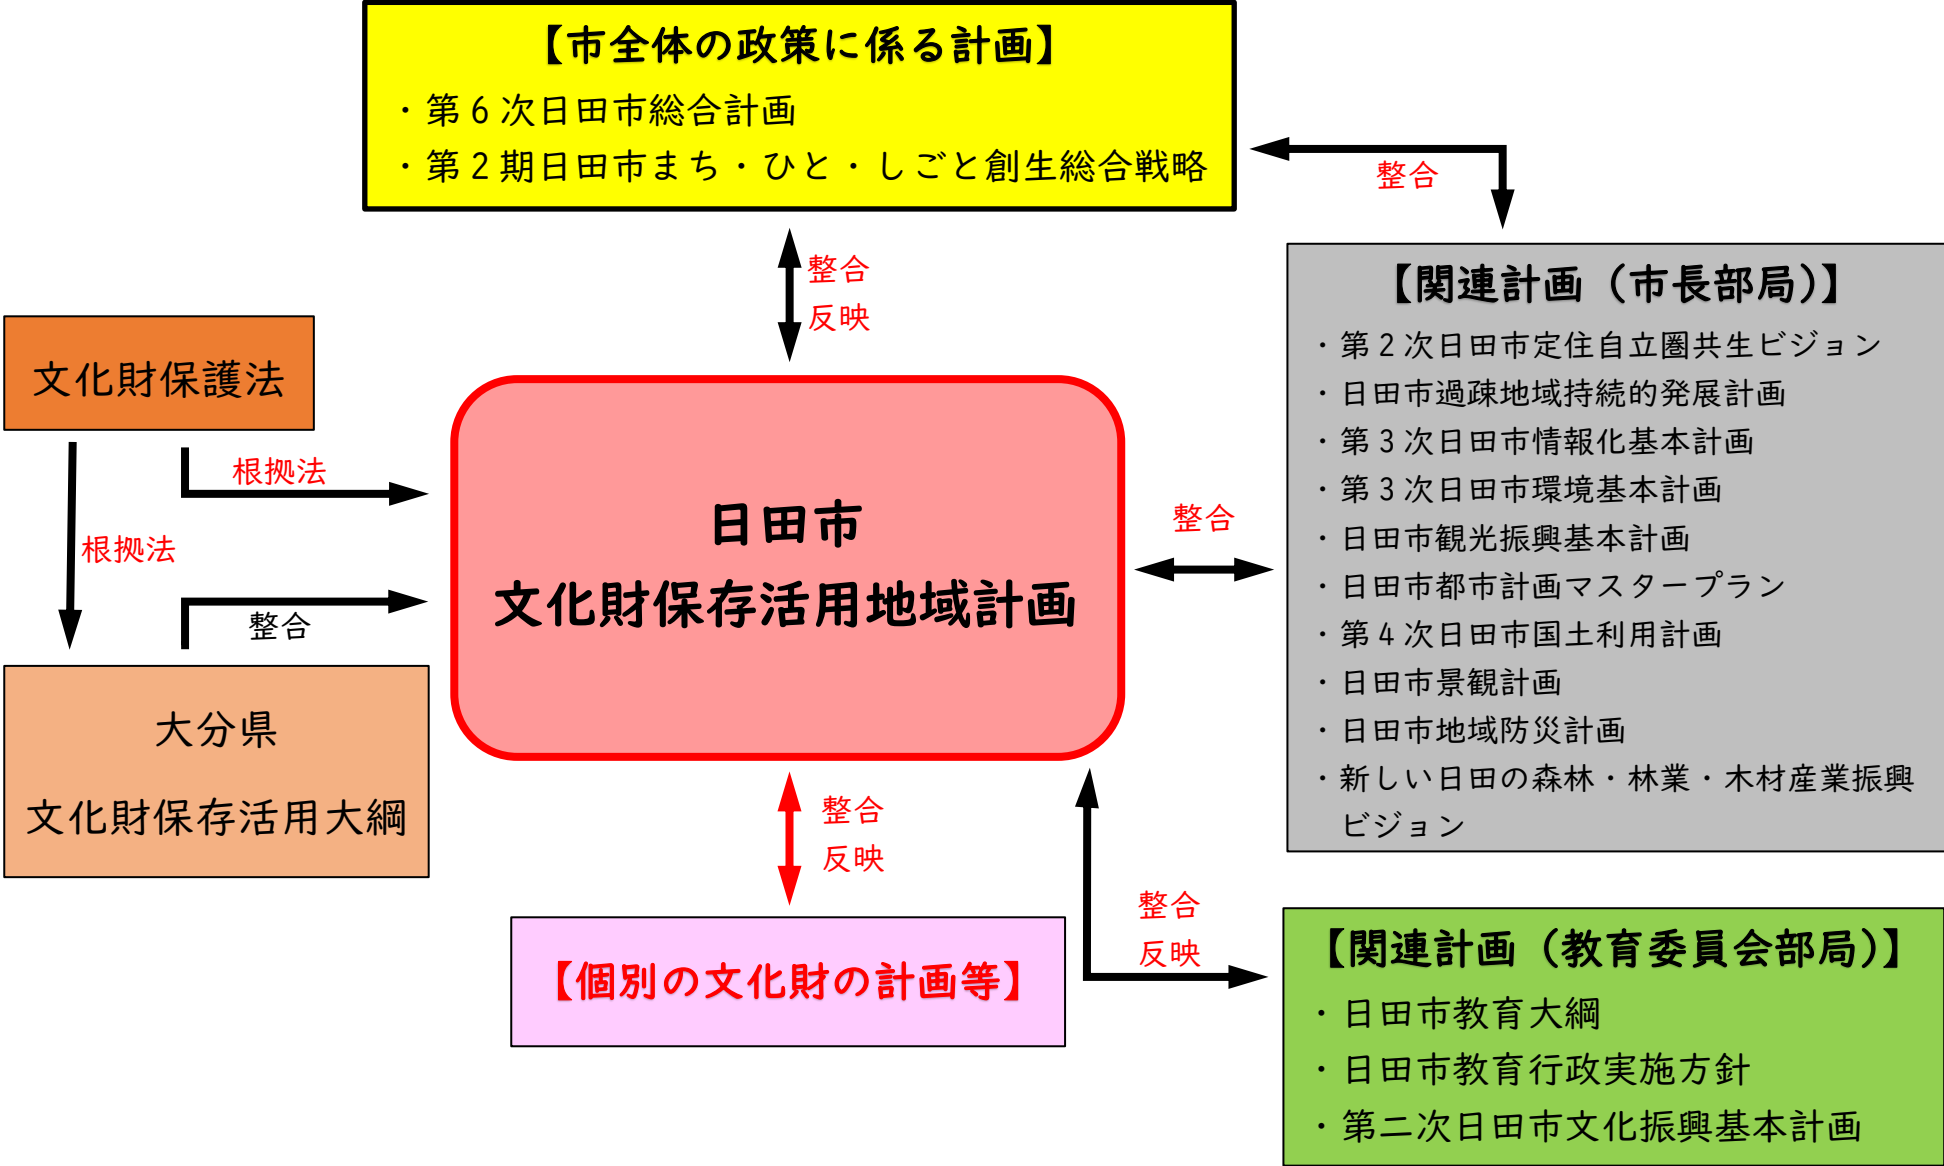 【市全体の政策に係る計画】
・第6次日田市総合計画
・第2期日田市まち・ひと・しごと創生総合戦略
整合
整合
反映
【関連計画（市長部局）】
・第2次日田市定住自立圏共生ビジョン
・日田市過疎地域持続的発展計画
・第3次日田市情報化基本計画
・第3次日田市環境基本計画
・日田市観光振興基本計画
・日田市都市計画マスタープラン
・第4次日田市国土利用計画
・日田市景観計画
・日田市地域防災計画
・新しい日田の森林・林業・木材産業振興
ビジョン
文化財保護法
根拠法
根拠法
整合
日田市
文化財保存活用地域計画
整合
大分県
文化財保存活用大綱
整合
反映
【個別の文化財の計画等】
整合
反映
【関連計画（教育委員会部局）】
・日田市教育大綱
・日田市教育行政実施方針
・第二次日田市文化振興基本計画